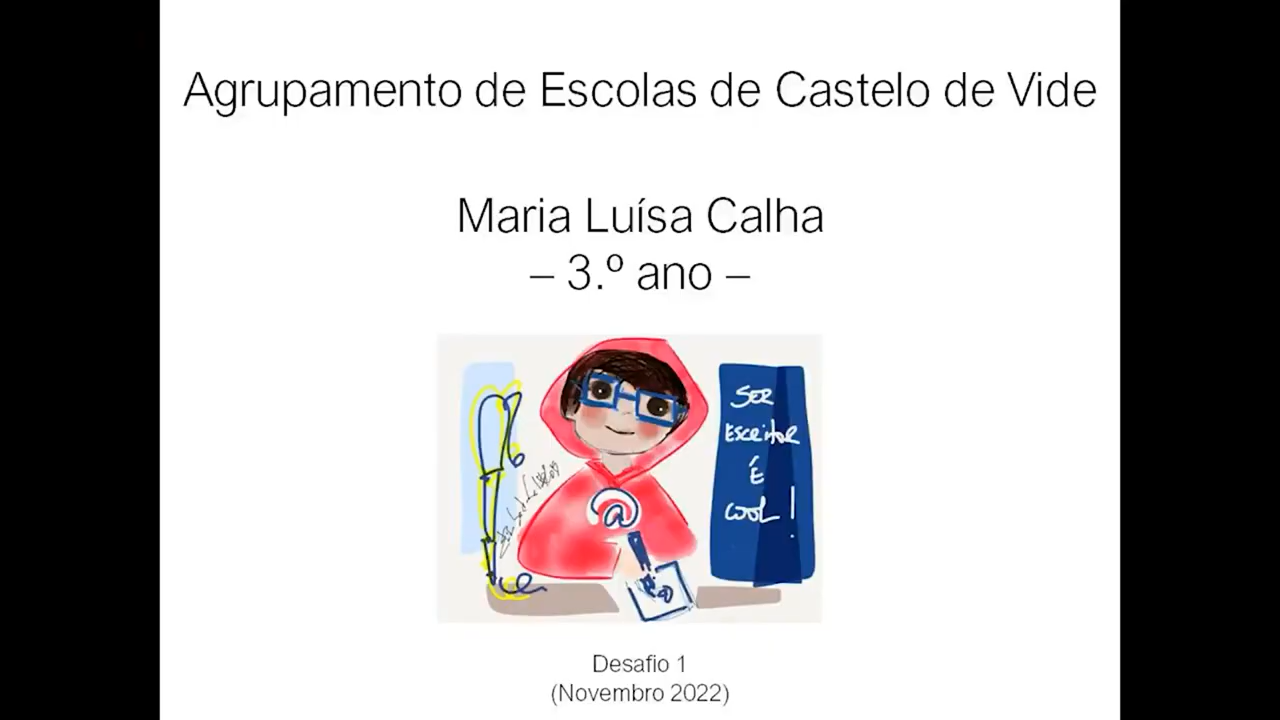 Agrupamento de Escolas de Castelo de Vide
Maria Luísa Calha
– 3.º ano –
SER
EscritoR
É
COOL!
@
Desafio 1
(Novembro 2022)